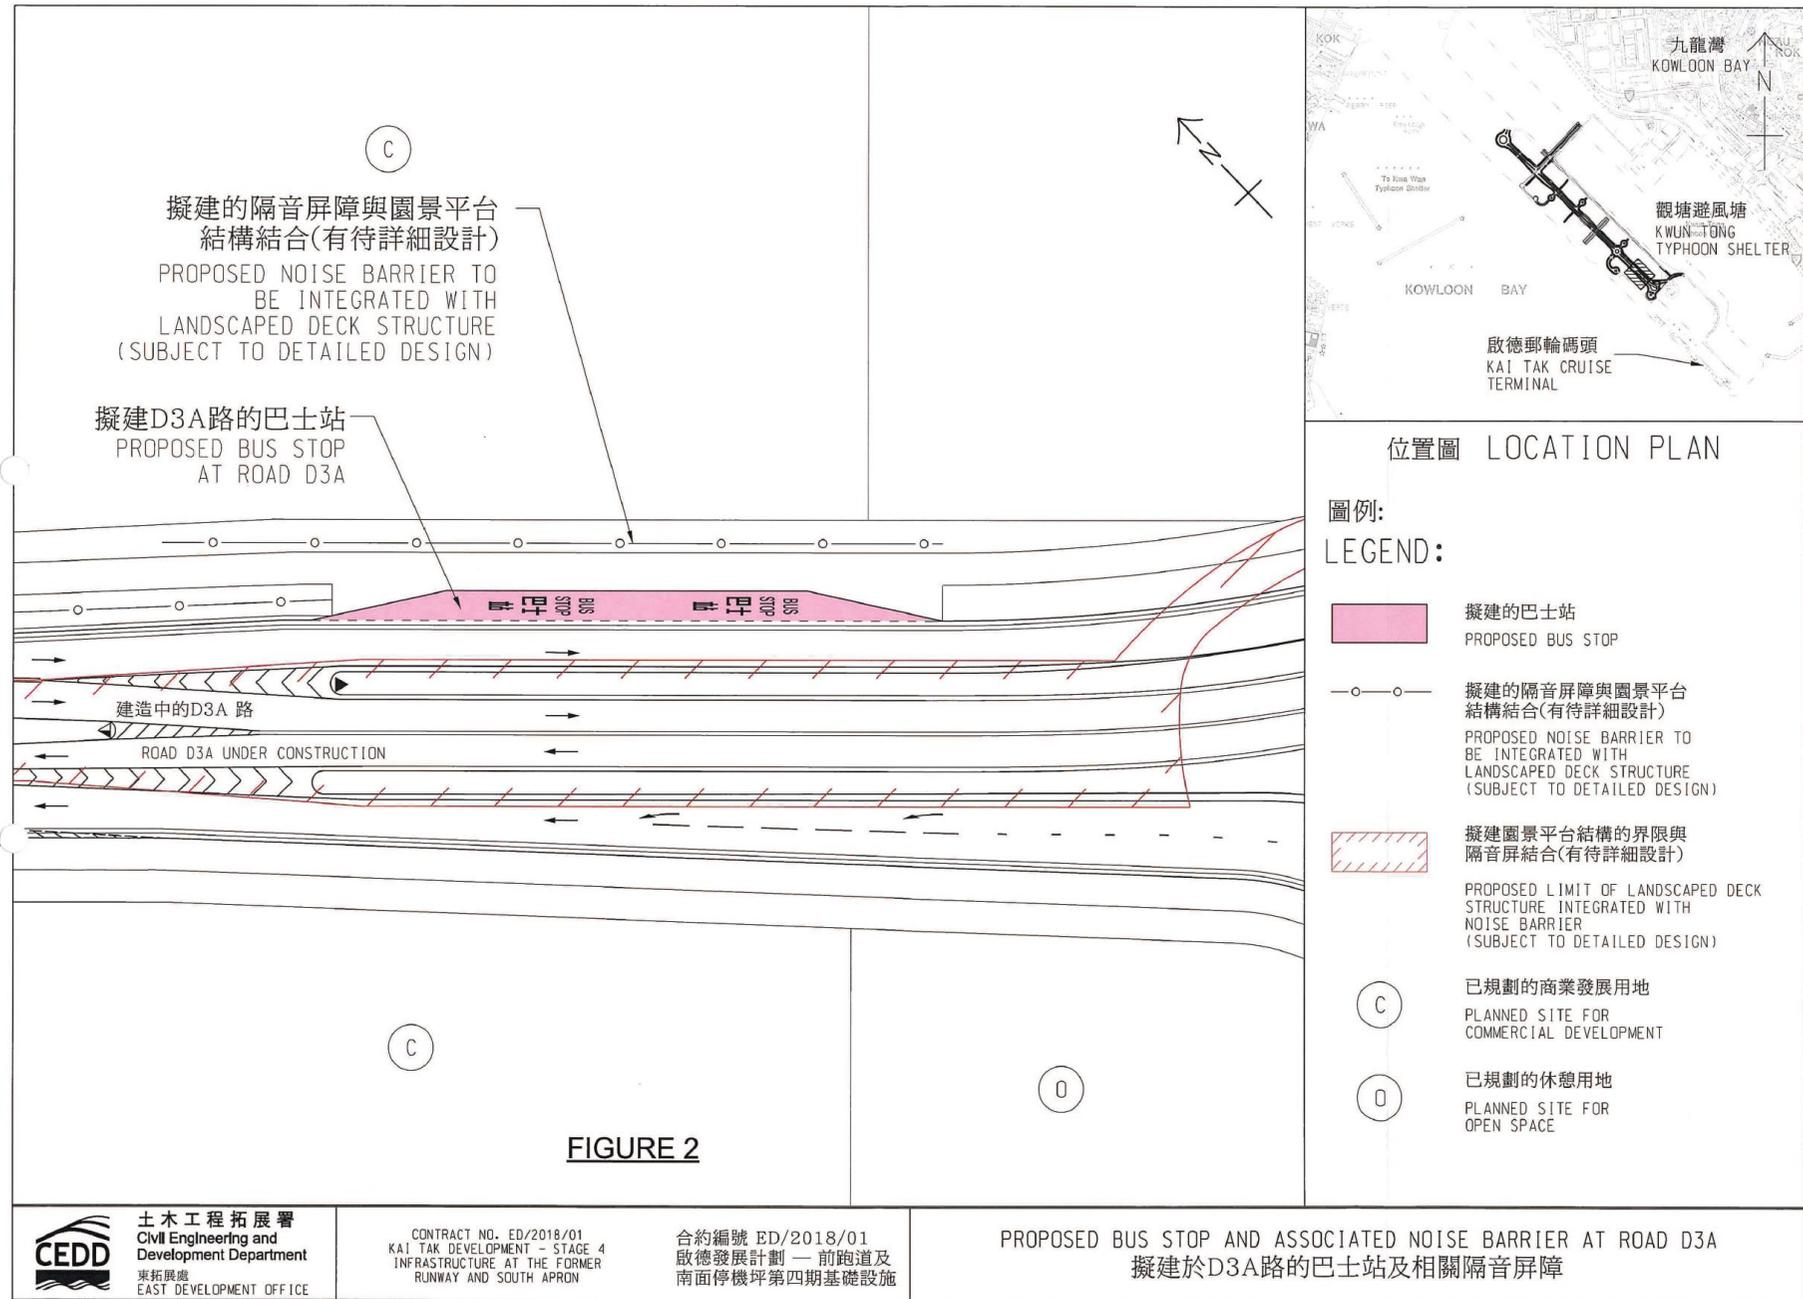 C
擬建的隔音屏障與園景平台
結構結合(有待詳細設計)
PROPOSED NOISE BARRIER TO
BE INTEGRATED WITH
LANDSCAPED DECK STRUCTURE
(SUBJECT TO DETAILED DESIGN)
擬建D3A路的巴士站
PROPOSED BUS STOP
AT ROAD D3A
N
巴士站
BUS STOP
巴士站
BUS STOP
建造中的D3A 路
ROAD D3A UNDER CONSTRUCTION
C
O
FIGURE 2
KOK
九龍灣
KOWLOON BAY
N
To Kwa Wan
Typhoon Shelter
觀塘避風塘
KWUN TONG
TYPHOON SHELTER
KOWLOON BAY
啟德郵輪碼頭
KAI TAK CRUISE
TERMINAL
位置圖 LOCATION PLAN
圖例:
LEGEND:
擬建的巴士站
PROPOSED BUS STOP
擬建的隔音屏障與園景平台
結構結合(有待詳細設計)
PROPOSED NOISE BARRIER TO
BE INTEGRATED WITH
LANDSCAPED DECK STRUCTURE
(SUBJECT TO DETAILED DESIGN)
擬建園景平台結構的界限與
隔音屏結合(有待詳細設計)
PROPOSED LIMIT OF LANDSCAPED DECK
STRUCTURE INTEGRATED WITH
NOISE BARRIER
(SUBJECT TO DETAILED DESIGN)
C
已規劃的商業發展用地
PLANNED SITE FOR
COMMERCIAL DEVELOPMENT
O
已規劃的休憩用地
PLANNED SITE FOR
OPEN SPACE
CEDD
土木工程拓展署
Civil Engineering and
Development Department
東拓展處
EAST DEVELOPMENT OFFICE
CONTRACT NO. ED/2018/01
KAI TAK DEVELOPMENT - STAGE 4
INFRASTRUCTURE AT THE FORMER
RUNWAY AND SOUTH APRON
合約編號 ED/2018/01
啟德發展計劃 — 前跑道及
南面停機坪第四期基礎設施
PROPOSED BUS STOP AND ASSOCIATED NOISE BARRIER AT ROAD D3A
擬建於D3A路的巴士站及相關隔音屏障